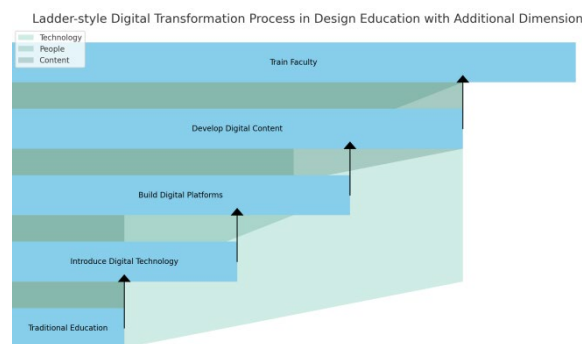 Ladder-style Digital Transformation Process in Design Education with Additional Dimension
Technology
People
Content
Train Faculty
Develop Digital Content
Build Digital Platforms
Introduce Digital Technology
Traditional Education